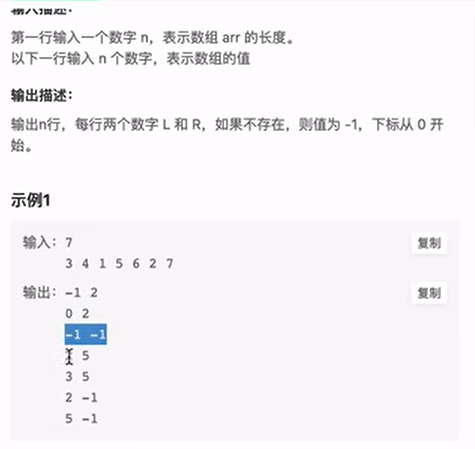 输入描述：
第一行输入一个数字 n，表示数组 arr 的长度。
以下一行输入 n 个数字，表示数组的值
输出描述：
输出n行，每行两个数字 L 和 R，如果不存在，则值为 -1，下标从 0 开
始。
示例1
输入：7
复制
3 4 1 5 6 2 7
输出：-1 2
复制
0 2
-1 -1
5
3 5
2 -1
5 -1